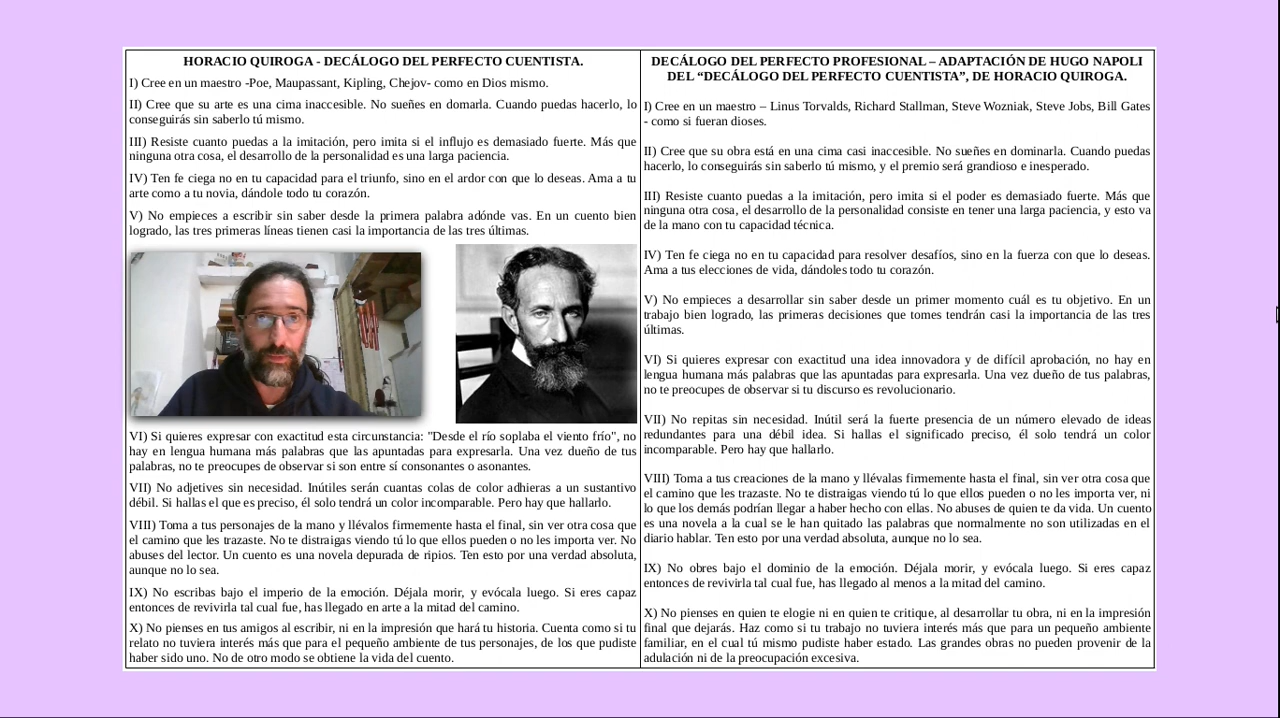 HORACIO QUIROGA - DECÁLOGO DEL PERFECTO CUENTISTA.
I) Cree en un maestro -Poe, Maupassant, Kipling, Chejov- como en Dios mismo.
II) Cree que su arte es una cima inaccesible. No sueñes en domarla. Cuando puedas hacerlo, lo
conseguirás sin saberlo tú mismo.
III) Resiste cuanto puedas a la imitación, pero imita si el influjo es demasiado fuerte. Más que
ninguna otra cosa, el desarrollo de la personalidad es una larga paciencia.
IV) Ten fe ciega no en tu capacidad para el triunfo, sino en el ardor con que lo deseas. Ama a tu
arte como a tu novia, dándole todo tu corazón.
V) No empieces a escribir sin saber desde la primera palabra adónde vas. En un cuento bien
logrado, las tres primeras líneas tienen casi la importancia de las tres últimas.
VI) Si quieres expresar con exactitud esta circunstancia: "Desde el río soplaba el viento frío", no
hay en lengua humana más palabras que las apuntadas para expresarla. Una vez dueño de tus
palabras, no te preocupes de observar si son entre sí consonantes o asonantes.
VII) No adjetives sin necesidad. Inútiles serán cuantas colas de color adhieras a un sustantivo
débil. Si hallas el que es preciso, él solo tendrá un color incomparable. Pero hay que hallarlo.
VIII) Toma a tus personajes de la mano y llévalos firmemente hasta el final, sin ver otra cosa que
el camino que les trazaste. No te distraigas viendo tú lo que ellos pueden o no les importa ver. No
abuses del lector. Un cuento es una novela depurada de ripios. Ten esto por una verdad absoluta,
aunque no lo sea.
IX) No escribas bajo el imperio de la emoción. Déjala morir, y evócala luego. Si eres capaz
entonces de revivirla tal cual fue, has llegado en arte a la mitad del camino.
X) No pienses en tus amigos al escribir, ni en la impresión que hará tu historia. Cuenta como si tu
relato no tuviera interés más que para el pequeño ambiente de tus personajes, de los que pudiste
haber sido uno. No de otro modo se obtiene la vida del cuento.
DECÁLOGO DEL PERFECTO PROFESIONAL – ADAPTACIÓN DE HUGO NAPOLI
DEL “DECÁLOGO DEL PERFECTO CUENTISTA”, DE HORACIO QUIROGA.
I) Cree en un maestro – Linus Torvalds, Richard Stallman, Steve Wozniak, Steve Jobs, Bill Gates
- como si fueran dioses.
II) Cree que su obra está en una cima casi inaccesible. No sueñes en dominarla. Cuando puedas
hacerlo, lo conseguirás sin saberlo tú mismo, y el premio será grandioso e inesperado.
III) Resiste cuanto puedas a la imitación, pero imita si el poder es demasiado fuerte. Más que
ninguna otra cosa, el desarrollo de la personalidad consiste en tener una larga paciencia, y esto va
de la mano con tu capacidad técnica.
IV) Ten fe ciega no en tu capacidad para resolver desafíos, sino en la fuerza con que lo deseas.
Ama a tus elecciones de vida, dándoles todo tu corazón.
V) No empieces a desarrollar sin saber desde un primer momento cuál es tu objetivo. En un
trabajo bien logrado, las primeras decisiones que tomes tendrán casi la importancia de las tres
últimas.
VI) Si quieres expresar con exactitud una idea innovadora y de difícil aprobación, no hay en
lengua humana más palabras que las apuntadas para expresarla. Una vez dueño de tus palabras,
no te preocupes de observar si tu discurso es revolucionario.
VII) No repitas sin necesidad. Inútil será la fuerte presencia de un número elevado de ideas
redundantes para una débil idea. Si hallas el significado preciso, él solo tendrá un color
incomparable. Pero hay que hallarlo.
VIII) Toma a tus creaciones de la mano y llévalas firmemente hasta el final, sin ver otra cosa que
el camino que les trazaste. No te distraigas viendo tú lo que ellos pueden o no les importa ver, ni
lo que los demás podrían llegar a haber hecho con ellas. No abuses de quien te da vida. Un cuento
es una novela a la cual se le han quitado las palabras que normalmente no son utilizadas en el
diario hablar. Ten esto por una verdad absoluta, aunque no lo sea.
IX) No obres bajo el dominio de la emoción. Déjala morir, y evócala luego. Si eres capaz
entonces de revivirla tal cual fue, has llegado al menos a la mitad del camino.
X) No pienses en quien te elogie ni en quien te critique, al desarrollar tu obra, ni en la impresión
final que dejarás. Haz como si tu trabajo no tuviera interés más que para un pequeño ambiente
familiar, en el cual tú mismo pudiste haber estado. Las grandes obras no pueden provenir de la
adulación ni de la preocupación excesiva.